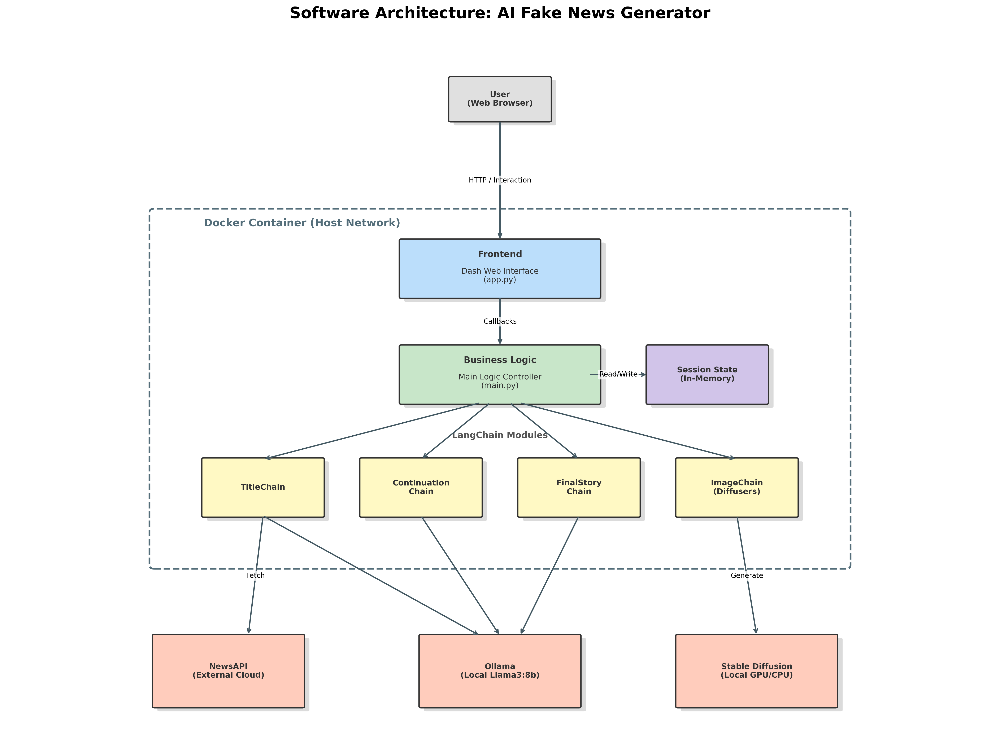 Software Architecture: AI Fake News Generator
User
(Web Browser)
HTTP / Interaction
Docker Container (Host Network)
Frontend
Dash Web Interface
(app.py)
Callbacks
Business Logic
Main Logic Controller
(main.py)
Read/Write
Session State
(In-Memory)
LangChain Modules
TitleChain
Continuation
Chain
FinalStory
Chain
ImageChain
(Diffusers)
Fetch
Generate
NewsAPI
(External Cloud)
Ollama
(Local Llama3:8b)
Stable Diffusion
(Local GPU/CPU)